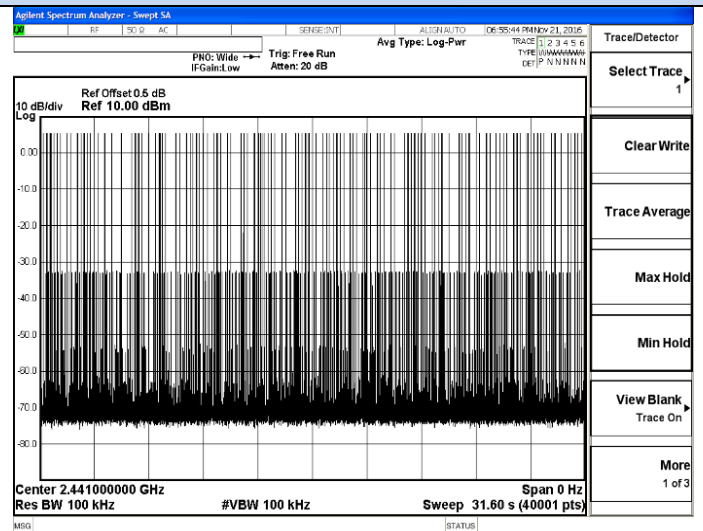 Agilent Spectrum Analyzer - Swept SA
LXI RF 50 Ω AC SENSE:INT ALIGN AUTO 06:55:44 PM Nov 21, 2016
Avg Type: Log-Pwr TRACE 1 2 3 4 5 6
PNO: Wide Trig: Free Run TYPE
IFGain:Low Atten: 20 dB DET P N N N N N
Ref Offset 0.5 dB
10 dB/div Ref 10.00 dBm
Log
0.00
-10.0
-20.0
-30.0
-40.0
-50.0
-60.0
-70.0
-80.0
Center 2.441000000 GHz Span 0 Hz
Res BW 100 kHz #VBW 100 kHz Sweep 31.60 s (40001 pts)
MSG STATUS
Trace/Detector
Select Trace
1
Clear Write
Trace Average
Max Hold
Min Hold
View Blank
Trace On
More
1 of 3